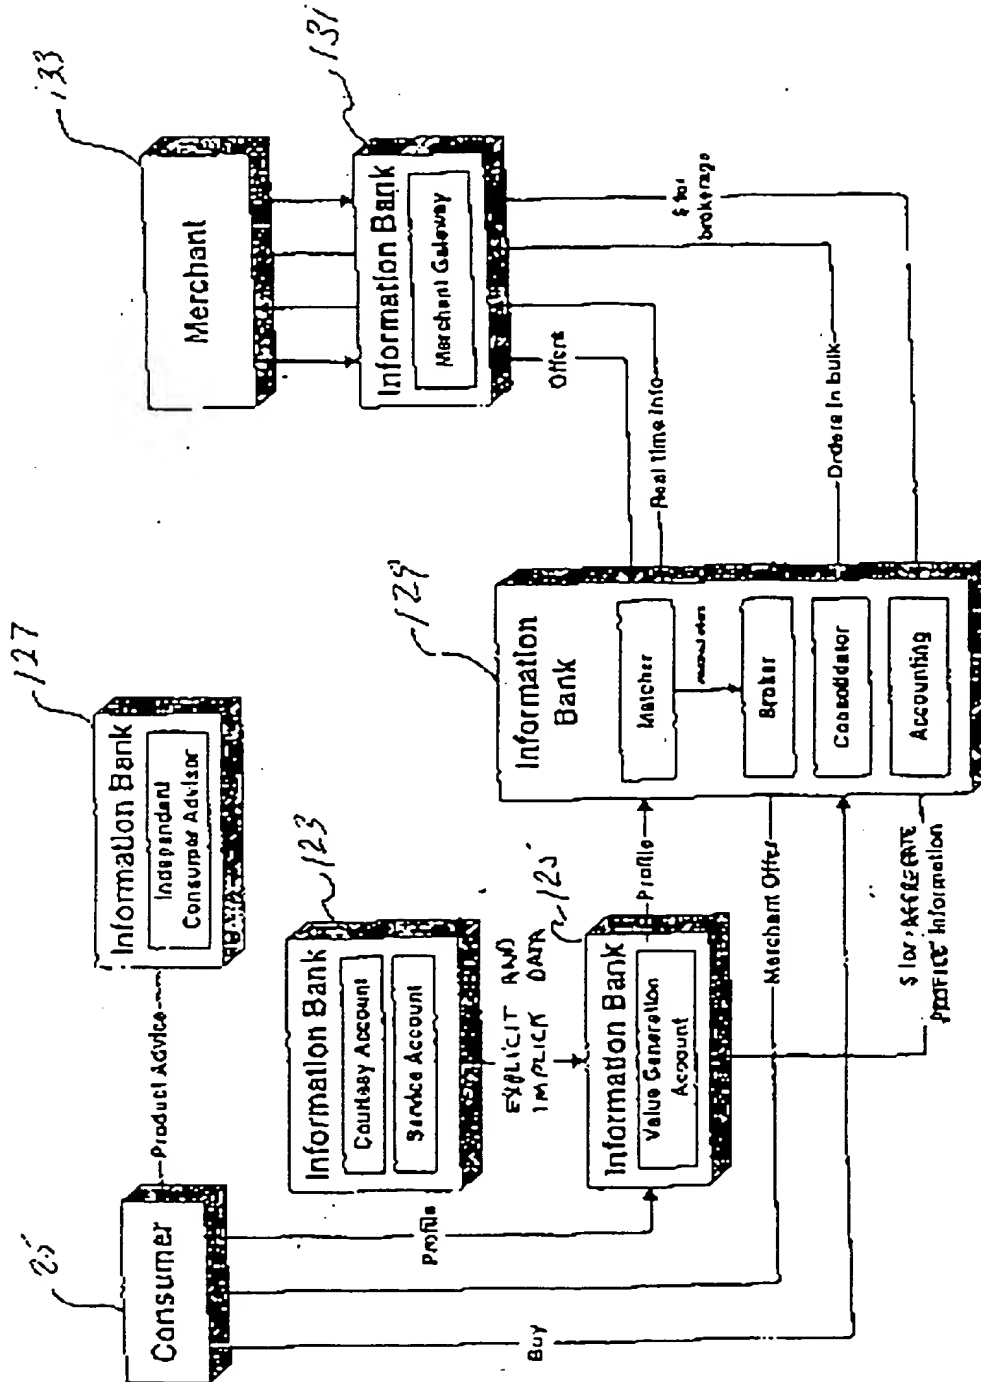 133
Merchant
131
Information Bank
Merchant Gateway
Offers
Real time info
Orders in bulk
$ for
brokerage
127
Information Bank
Independent
Consumer Advisor
Product Advice
25
Consumer
123
Information Bank
Courtesy Account
Service Account
EXPLICIT AND
IMPLICIT DATA
125
Information Bank
Value Generation
Account
Profile
Profile
Merchant Offer
Buy
$ for AGGREGATE
PROFILE Information
129
Information
Bank
Matcher
Broker
Consolidator
Accounting